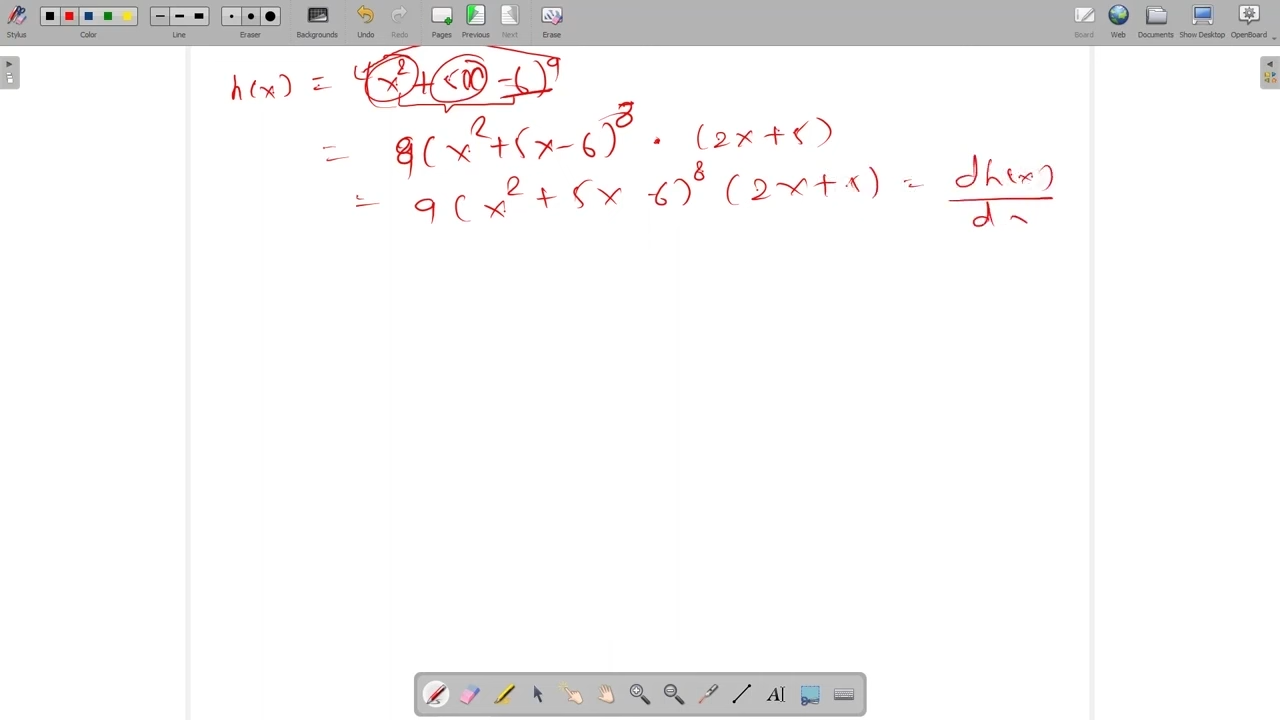 Stylus Color Line Eraser Backgrounds Undo Redo Pages Previous Next Erase Board Web Documents Show Desktop OpenBoard
h(x) = (x² + 5x - 6)⁹
= 9(x² + 5x - 6)⁸ · (2x + 5)
= 9(x² + 5x 6)⁸ (2x + 5) = dh(x)/dx
AI